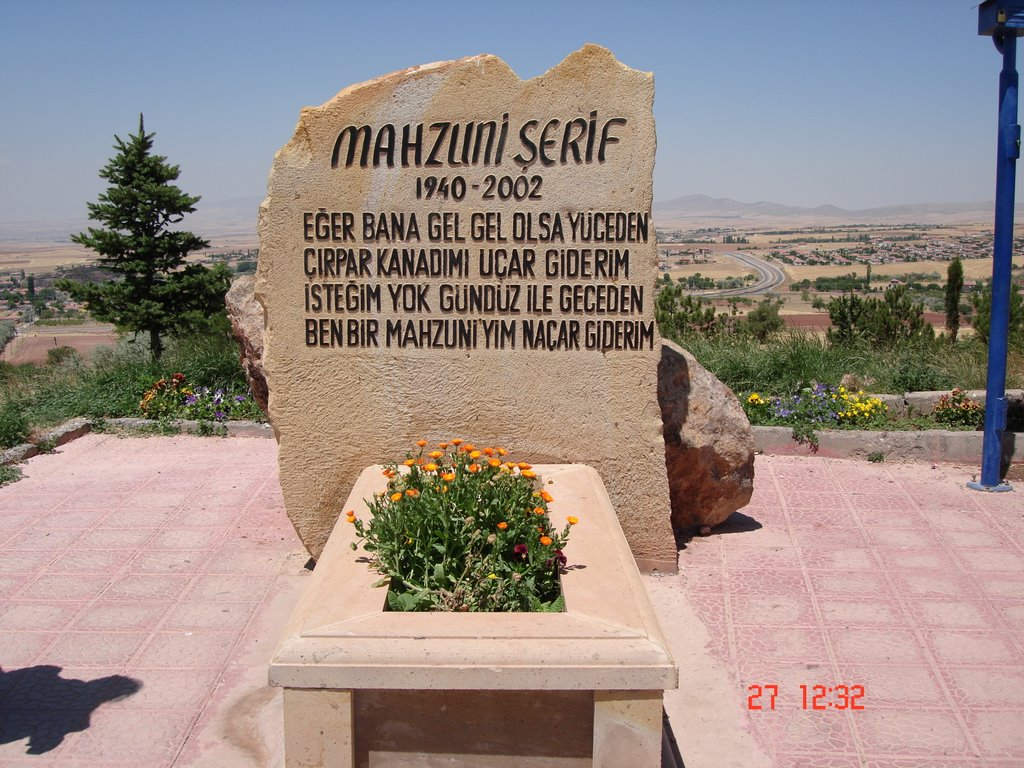 MAHZUNİ ŞERİF
1940 - 2002
EĞER BANA GEL GEL OLSA YÜCEDEN
ÇIRPAR KANADIMI UÇAR GİDERİM
İSTEĞİM YOK GÜNDÜZ İLE GECEDEN
BEN BİR MAHZUNİ'YİM NAÇAR GİDERİM
27 12:32